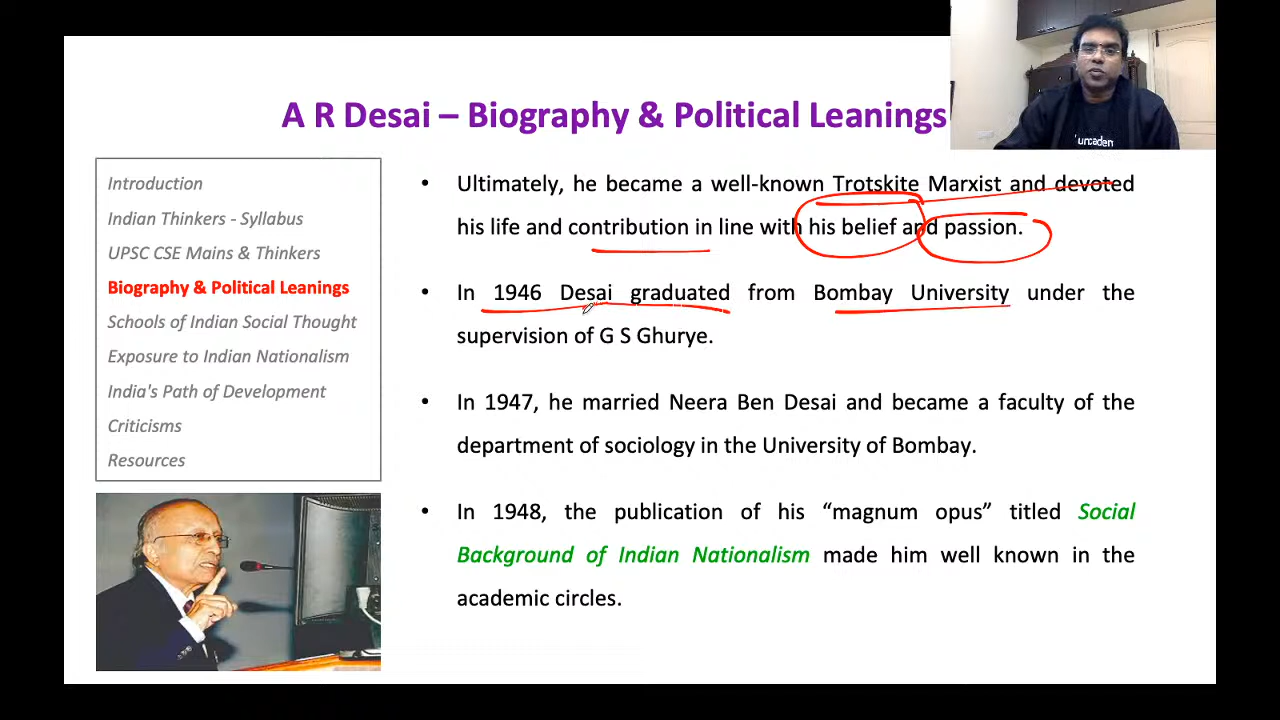 A R Desai – Biography & Political Leanings
Introduction
Indian Thinkers - Syllabus
UPSC CSE Mains & Thinkers
Biography & Political Leanings
Schools of Indian Social Thought
Exposure to Indian Nationalism
India's Path of Development
Criticisms
Resources
• Ultimately, he became a well-known Trotskite Marxist and devoted
his life and contribution in line with his belief and passion.
• In 1946 Desai graduated from Bombay University under the
supervision of G S Ghurye.
• In 1947, he married Neera Ben Desai and became a faculty of the
department of sociology in the University of Bombay.
• In 1948, the publication of his “magnum opus” titled Social
Background of Indian Nationalism made him well known in the
academic circles.